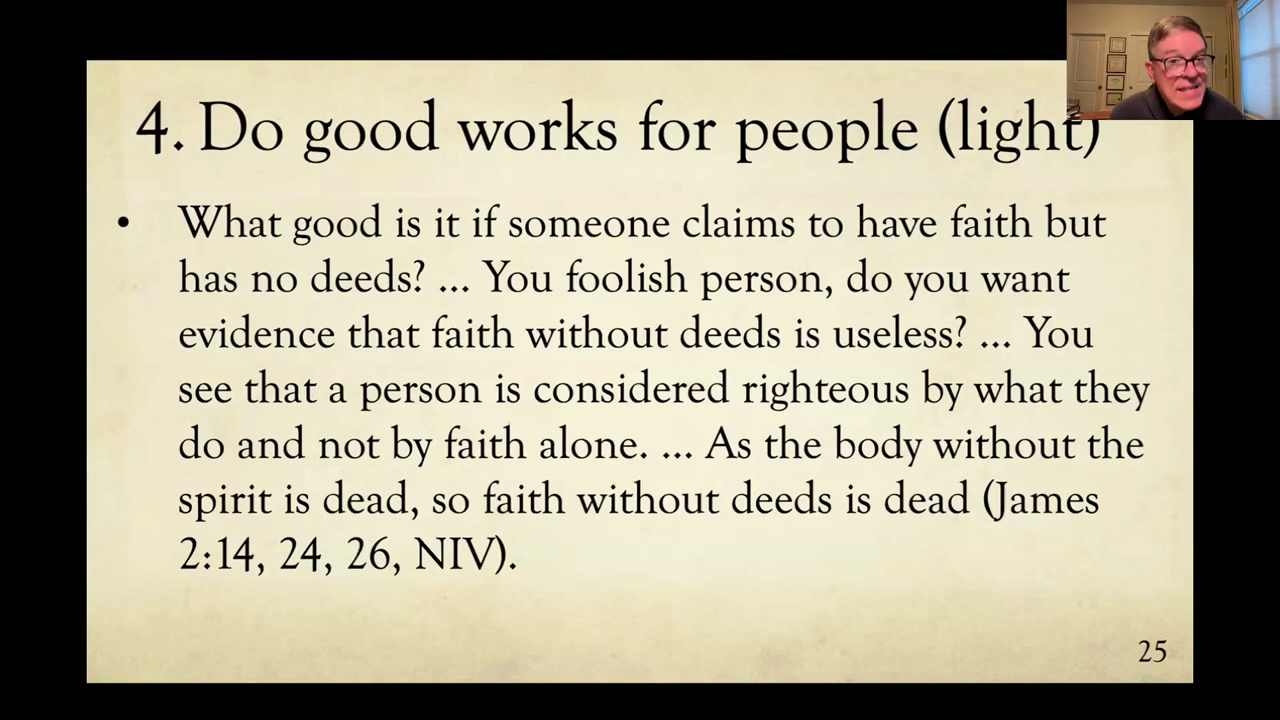 4. Do good works for people (light)
• What good is it if someone claims to have faith but
has no deeds? ... You foolish person, do you want
evidence that faith without deeds is useless? ... You
see that a person is considered righteous by what they
do and not by faith alone. ... As the body without the
spirit is dead, so faith without deeds is dead (James
2:14, 24, 26, NIV).
25